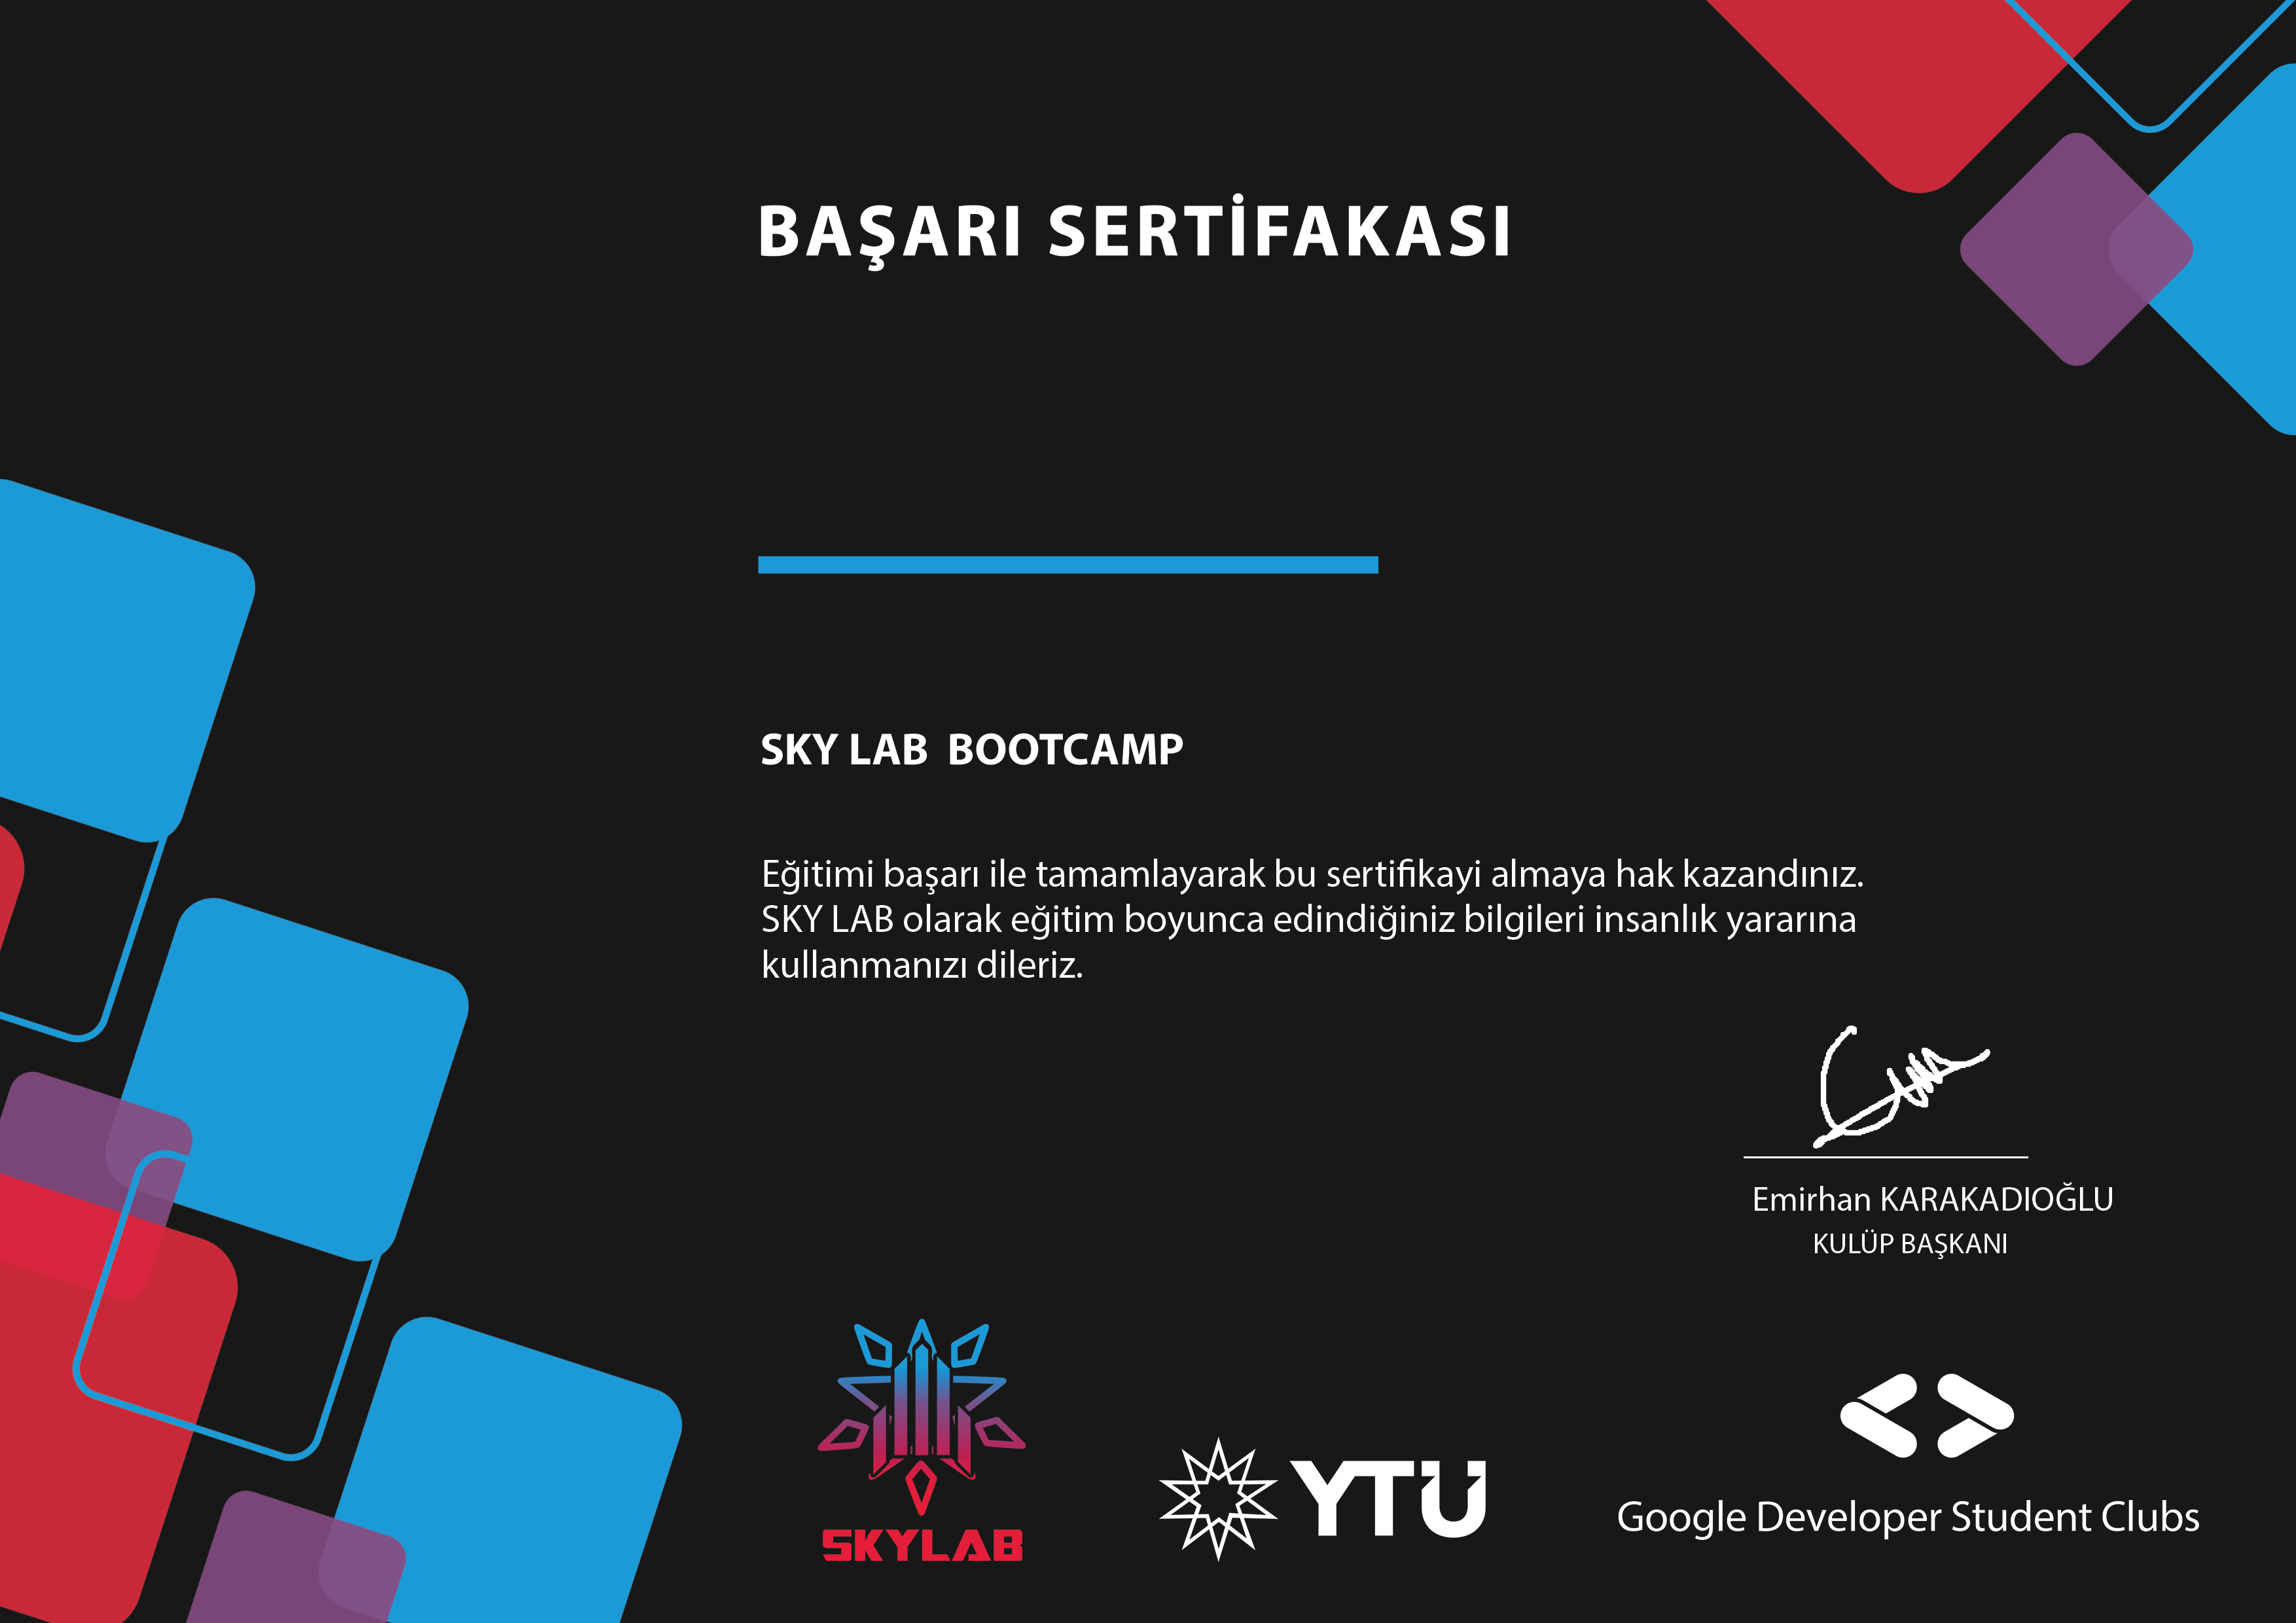 BAŞARI SERTİFAKASI
SKY LAB BOOTCAMP
Eğitimi başarı ile tamamlayarak bu sertifikayi almaya hak kazandınız.
SKY LAB olarak eğitim boyunca edindiğiniz bilgileri insanlık yararına
kullanmanızı dileriz.
Emirhan KARAKADIOĞLU
KULÜP BAŞKANI
SKYLAB
YTÜ
Google Developer Student Clubs